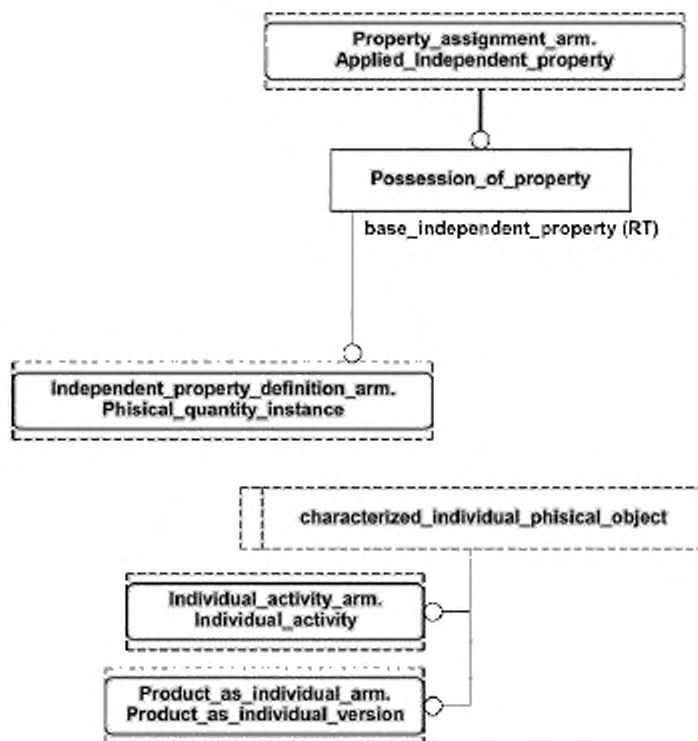 Property_assignment_arm.
Applied_Independent_property
Possession_of_property
base_independent_property (RT)
Independent_property_definition_arm.
Phisical_quantity_instance
characterized_individual_phisical_object
Individual_activity_arm.
Individual_activity
Product_as_individual_arm.
Product_as_individual_version